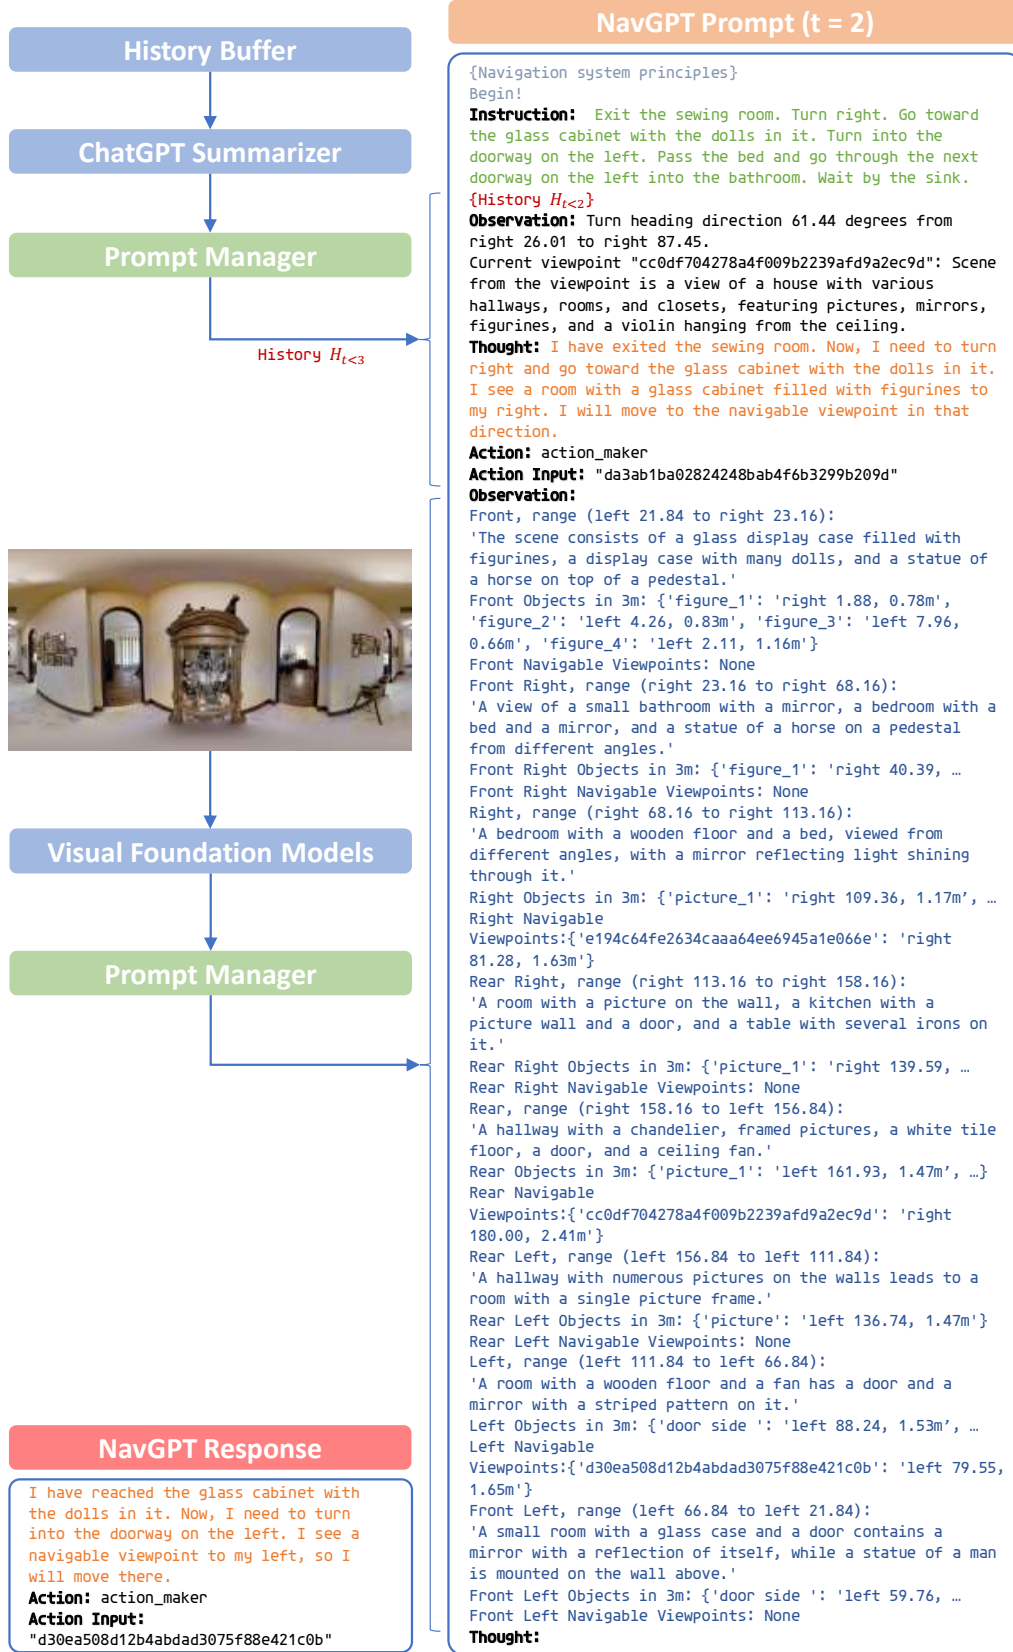 History Buffer
ChatGPT Summarizer
Prompt Manager
History H_{t<3}
Visual Foundation Models
Prompt Manager
NavGPT Response
I have reached the glass cabinet with
the dolls in it. Now, I need to turn
into the doorway on the left. I see a
navigable viewpoint to my left, so I
will move there.
Action: action_maker
Action Input:
"d30ea508d12b4abdad3075f88e421c0b"
NavGPT Prompt (t = 2)
{Navigation system principles}
Begin!
Instruction: Exit the sewing room. Turn right. Go toward
the glass cabinet with the dolls in it. Turn into the
doorway on the left. Pass the bed and go through the next
doorway on the left into the bathroom. Wait by the sink.
{History H_{t<2}}
Observation: Turn heading direction 61.44 degrees from
right 26.01 to right 87.45.
Current viewpoint "cc0df704278a4f009b2239afd9a2ec9d": Scene
from the viewpoint is a view of a house with various
hallways, rooms, and closets, featuring pictures, mirrors,
figurines, and a violin hanging from the ceiling.
Thought: I have exited the sewing room. Now, I need to turn
right and go toward the glass cabinet with the dolls in it.
I see a room with a glass cabinet filled with figurines to
my right. I will move to the navigable viewpoint in that
direction.
Action: action_maker
Action Input: "da3ab1ba02824248bab4f6b3299b209d"
Observation:
Front, range (left 21.84 to right 23.16):
'The scene consists of a glass display case filled with
figurines, a display case with many dolls, and a statue of
a horse on top of a pedestal.'
Front Objects in 3m: {'figure_1': 'right 1.88, 0.78m',
'figure_2': 'left 4.26, 0.83m', 'figure_3': 'left 7.96,
0.66m', 'figure_4': 'left 2.11, 1.16m'}
Front Navigable Viewpoints: None
Front Right, range (right 23.16 to right 68.16):
'A view of a small bathroom with a mirror, a bedroom with a
bed and a mirror, and a statue of a horse on a pedestal
from different angles.'
Front Right Objects in 3m: {'figure_1': 'right 40.39, …
Front Right Navigable Viewpoints: None
Right, range (right 68.16 to right 113.16):
'A bedroom with a wooden floor and a bed, viewed from
different angles, with a mirror reflecting light shining
through it.'
Right Objects in 3m: {'picture_1': 'right 109.36, 1.17m’, …
Right Navigable
Viewpoints:{'e194c64fe2634caaa64ee6945a1e066e': 'right
81.28, 1.63m'}
Rear Right, range (right 113.16 to right 158.16):
'A room with a picture on the wall, a kitchen with a
picture wall and a door, and a table with several irons on
it.'
Rear Right Objects in 3m: {'picture_1': 'right 139.59, …
Rear Right Navigable Viewpoints: None
Rear, range (right 158.16 to left 156.84):
'A hallway with a chandelier, framed pictures, a white tile
floor, a door, and a ceiling fan.'
Rear Objects in 3m: {'picture_1': 'left 161.93, 1.47m’, …}
Rear Navigable
Viewpoints:{'cc0df704278a4f009b2239afd9a2ec9d': 'right
180.00, 2.41m'}
Rear Left, range (left 156.84 to left 111.84):
'A hallway with numerous pictures on the walls leads to a
room with a single picture frame.'
Rear Left Objects in 3m: {'picture': 'left 136.74, 1.47m'}
Rear Left Navigable Viewpoints: None
Left, range (left 111.84 to left 66.84):
'A room with a wooden floor and a fan has a door and a
mirror with a striped pattern on it.'
Left Objects in 3m: {'door side ': 'left 88.24, 1.53m’, …
Left Navigable
Viewpoints:{'d30ea508d12b4abdad3075f88e421c0b': 'left 79.55,
1.65m'}
Front Left, range (left 66.84 to left 21.84):
'A small room with a glass case and a door contains a
mirror with a reflection of itself, while a statue of a man
is mounted on the wall above.'
Front Left Objects in 3m: {'door side ': 'left 59.76, …
Front Left Navigable Viewpoints: None
Thought: